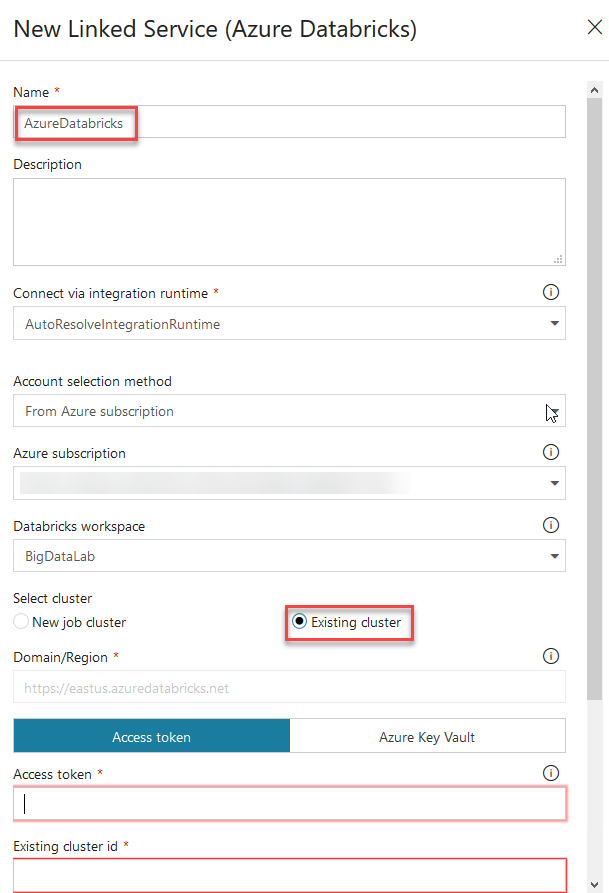 New Linked Service (Azure Databricks)
Name *
AzureDatabricks
Description
Connect via integration runtime *
AutoResolveIntegrationRuntime
Account selection method
From Azure subscription
Azure subscription
Databricks workspace
BigDataLab
Select cluster
New job cluster Existing cluster
Domain/Region *
https://eastus.azuredatabricks.net
Access token Azure Key Vault
Access token *
Existing cluster id *